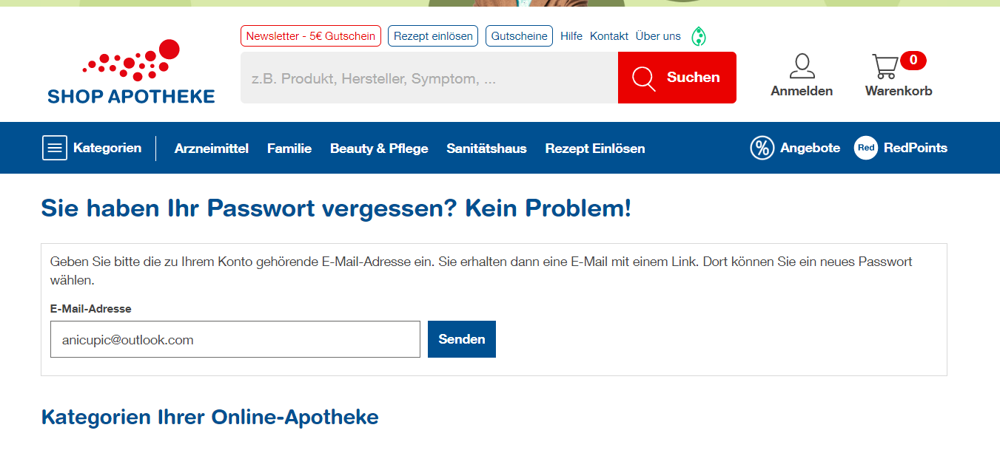 Newsletter - 5€ Gutschein Rezept einlösen Gutscheine Hilfe Kontakt Über uns
SHOP APOTHEKE
z.B. Produkt, Hersteller, Symptom, ...
Suchen
Anmelden
0
Warenkorb
Kategorien Arzneimittel Familie Beauty & Pflege Sanitätshaus Rezept Einlösen % Angebote Red RedPoints
Sie haben Ihr Passwort vergessen? Kein Problem!
Geben Sie bitte die zu Ihrem Konto gehörende E-Mail-Adresse ein. Sie erhalten dann eine E-Mail mit einem Link. Dort können Sie ein neues Passwort
wählen.
E-Mail-Adresse
anicupic@outlook.com Senden
Kategorien Ihrer Online-Apotheke